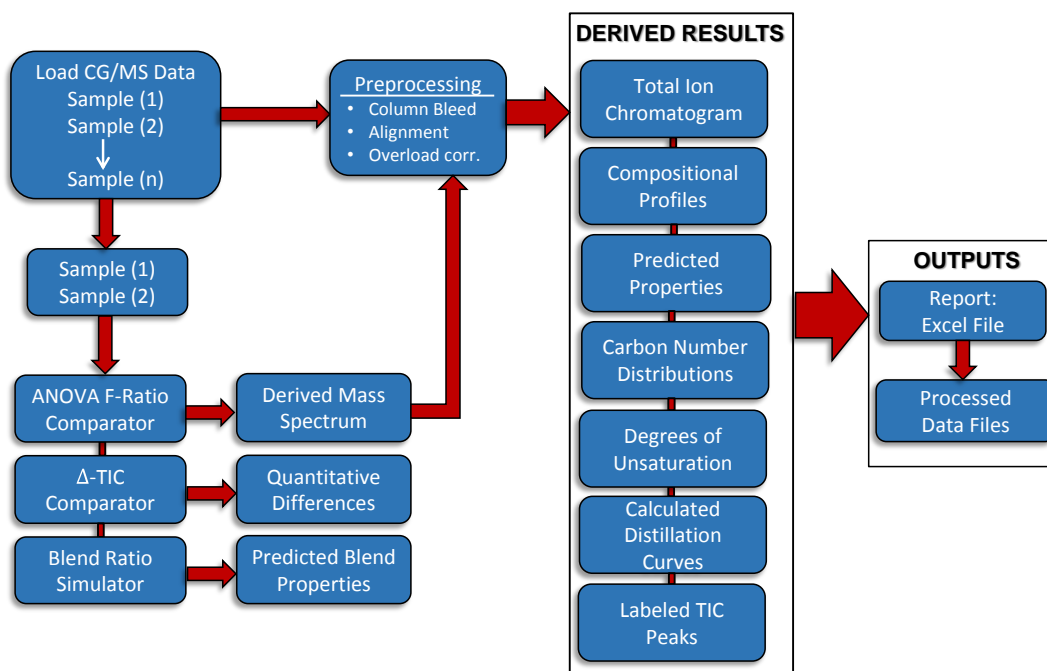 Load CG/MS Data
Sample (1)
Sample (2)
Sample (n)
Sample (1)
Sample (2)
ANOVA F-Ratio
Comparator
Δ-TIC
Comparator
Blend Ratio
Simulator
Derived Mass
Spectrum
Quantitative
Differences
Predicted Blend
Properties
Preprocessing
• Column Bleed
• Alignment
• Overload corr.
DERIVED RESULTS
Total Ion
Chromatogram
Compositional
Profiles
Predicted
Properties
Carbon Number
Distributions
Degrees of
Unsaturation
Calculated
Distillation
Curves
Labeled TIC
Peaks
OUTPUTS
Report:
Excel File
Processed
Data Files